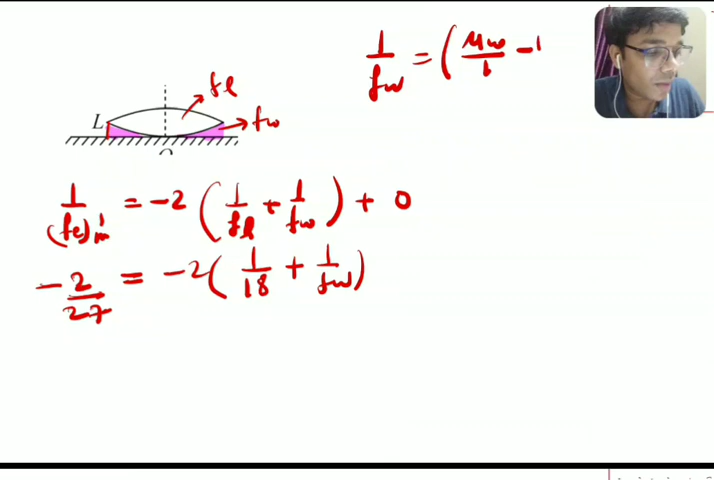 1/fw = (μw/1 - 1
fl
L
fw
1/(fe)m = -2 (1/fl + 1/fw) + 0
-2/27 = -2(1/18 + 1/fw)